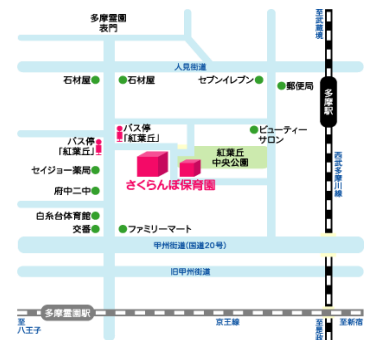 多摩霊園
表門
至武蔵境
人見街道
石材屋
石材屋
セブンイレブン
郵便局
多摩駅
バス停
「紅葉丘」
バス停
「紅葉丘」
ビューティー
サロン
紅葉丘
中央公園
西武多摩川線
セイジョー薬局
さくらんぼ保育園
府中二中
白糸台体育館
交番
ファミリーマート
甲州街道(国道20号)
旧甲州街道
多摩霊園駅
至
八王子
京王線
至是政
至新宿